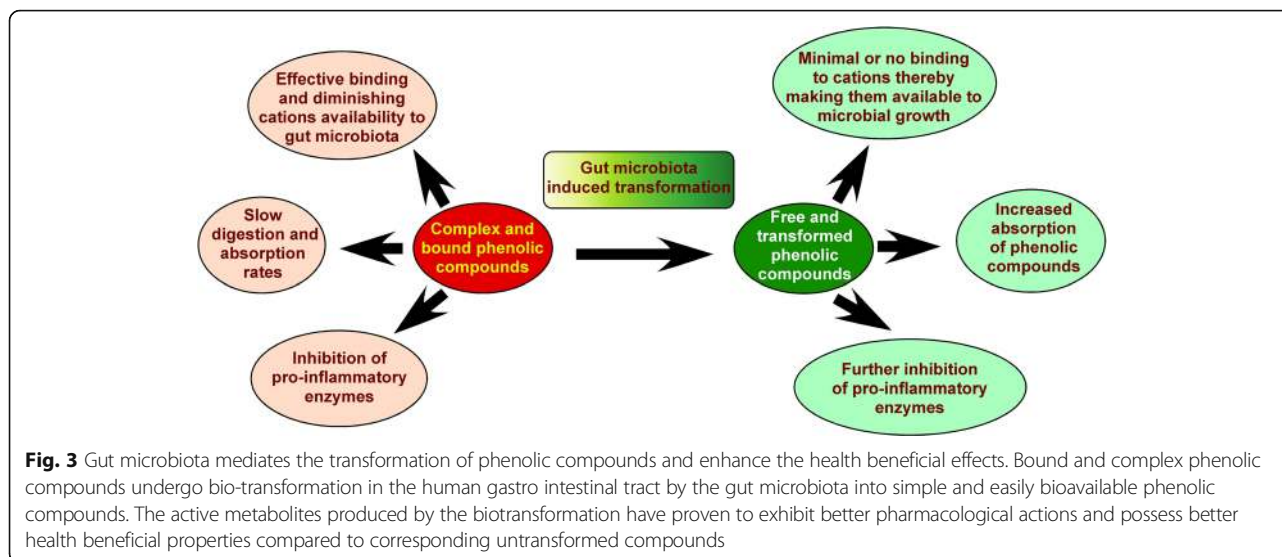 Effective binding
and diminishing
cations availability to
gut microbiota
Slow
digestion and
absorption
rates
Inhibition of
pro-inflammatory
enzymes
Complex and
bound phenolic
compounds
Gut microbiota
induced transformation
Free and
transformed
phenolic
compounds
Minimal or no binding
to cations thereby
making them available to
microbial growth
Increased
absorption
of phenolic
compounds
Further inhibition
of pro-inflammatory
enzymes
Fig. 3 Gut microbiota mediates the transformation of phenolic compounds and enhance the health beneficial effects. Bound and complex phenolic
compounds undergo bio-transformation in the human gastro intestinal tract by the gut microbiota into simple and easily bioavailable phenolic
compounds. The active metabolites produced by the biotransformation have proven to exhibit better pharmacological actions and possess better
health beneficial properties compared to corresponding untransformed compounds